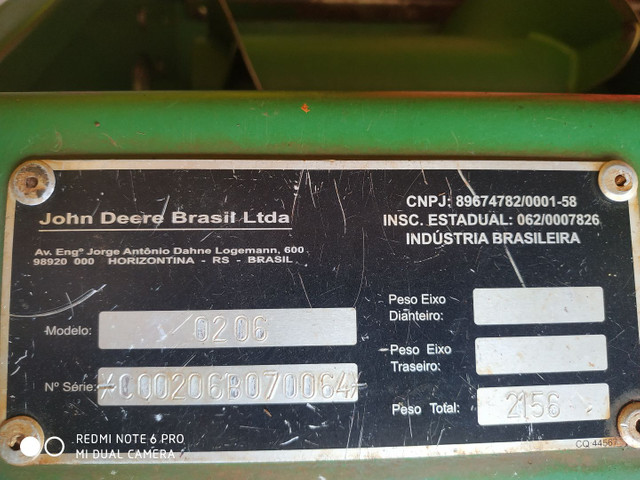 John Deere Brasil Ltda
Av. Engº Jorge Antônio Dahne Logemann, 600
98920 000 HORIZONTINA - RS - BRASIL
CNPJ: 89674782/0001-58
INSC. ESTADUAL: 062/0007826
INDÚSTRIA BRASILEIRA
Modelo: 0206
Nº Série: *C00206B070064*
Peso Eixo
Dianteiro:
Peso Eixo
Traseiro:
Peso Total: 2156
REDMI NOTE 6 PRO
MI DUAL CAMERA